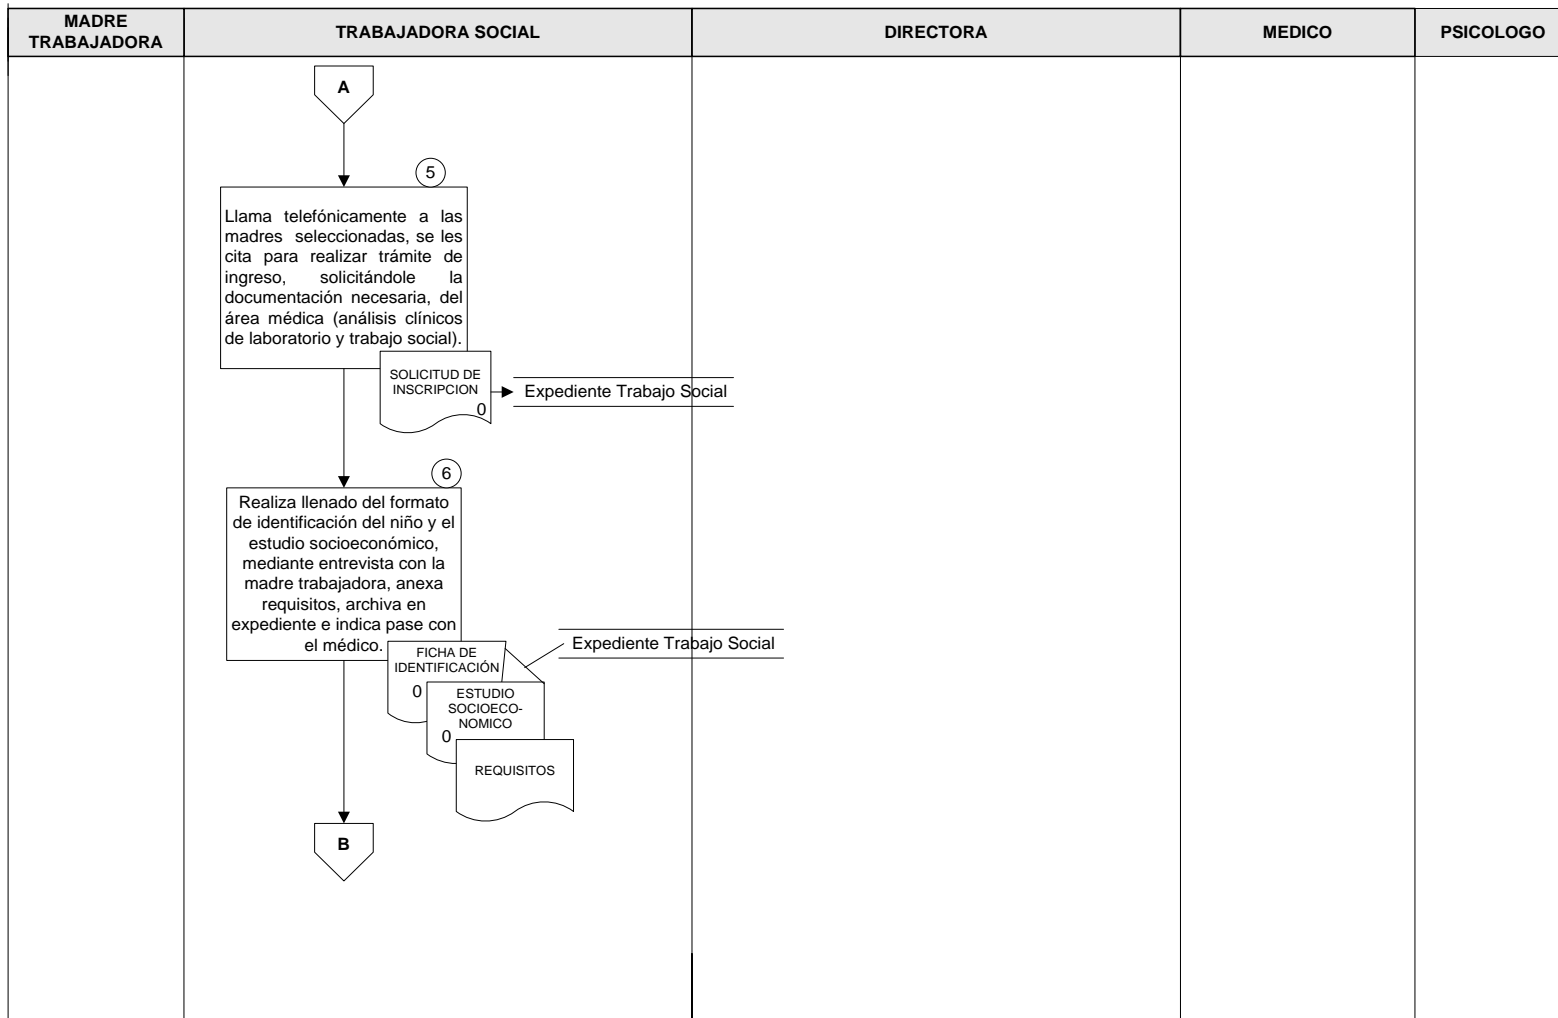 MADRE
TRABAJADORA
TRABAJADORA SOCIAL
DIRECTORA
MEDICO
PSICOLOGO
A
5
Llama telefónicamente a las
madres seleccionadas, se les
cita para realizar trámite de
ingreso, solicitándole la
documentación necesaria, del
área médica (análisis clínicos
de laboratorio y trabajo social).
SOLICITUD DE
INSCRIPCION
0
Expediente Trabajo Social
6
Realiza llenado del formato
de identificación del niño y el
estudio socioeconómico,
mediante entrevista con la
madre trabajadora, anexa
requisitos, archiva en
expediente e indica pase con
el médico.
FICHA DE
IDENTIFICACIÓN
0
Expediente Trabajo Social
ESTUDIO
SOCIOECO-
NOMICO
0
REQUISITOS
B